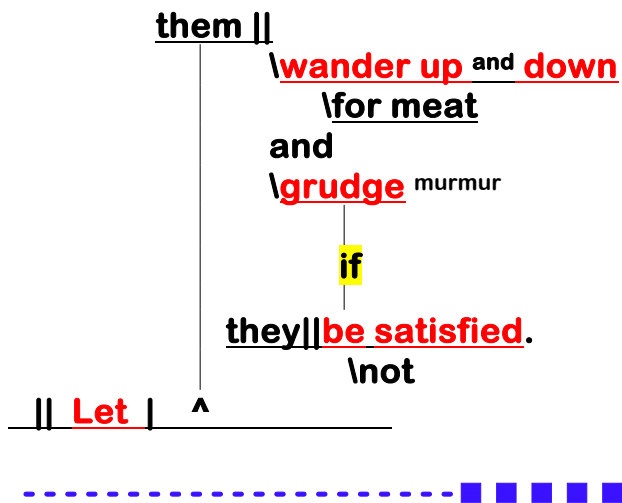 them ||
\wander up and down
\for meat
and
\grudge murmur
if
they||be satisfied.
\not
|| Let | ^